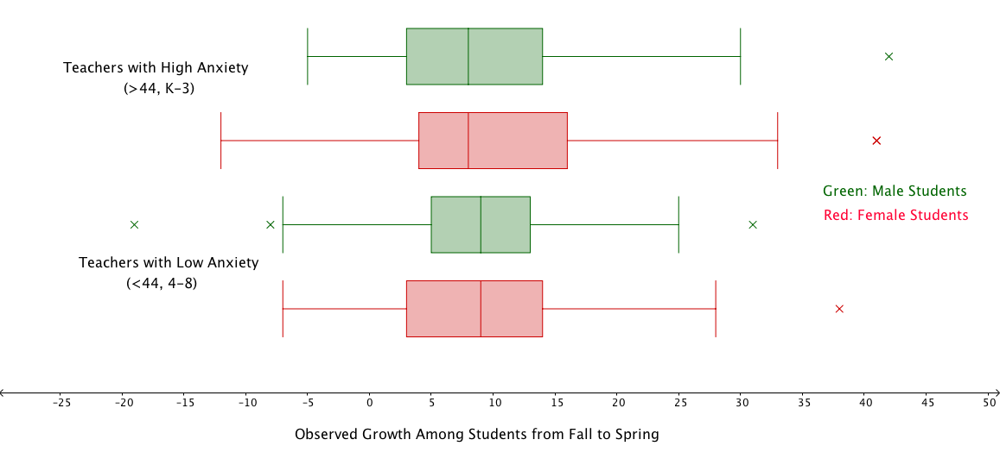 Teachers with High Anxiety
(>44, K-3)
Green: Male Students
Red: Female Students
Teachers with Low Anxiety
(<44, 4-8)
-25 -20 -15 -10 -5 0 5 10 15 20 25 30 35 40 45 50
Observed Growth Among Students from Fall to Spring